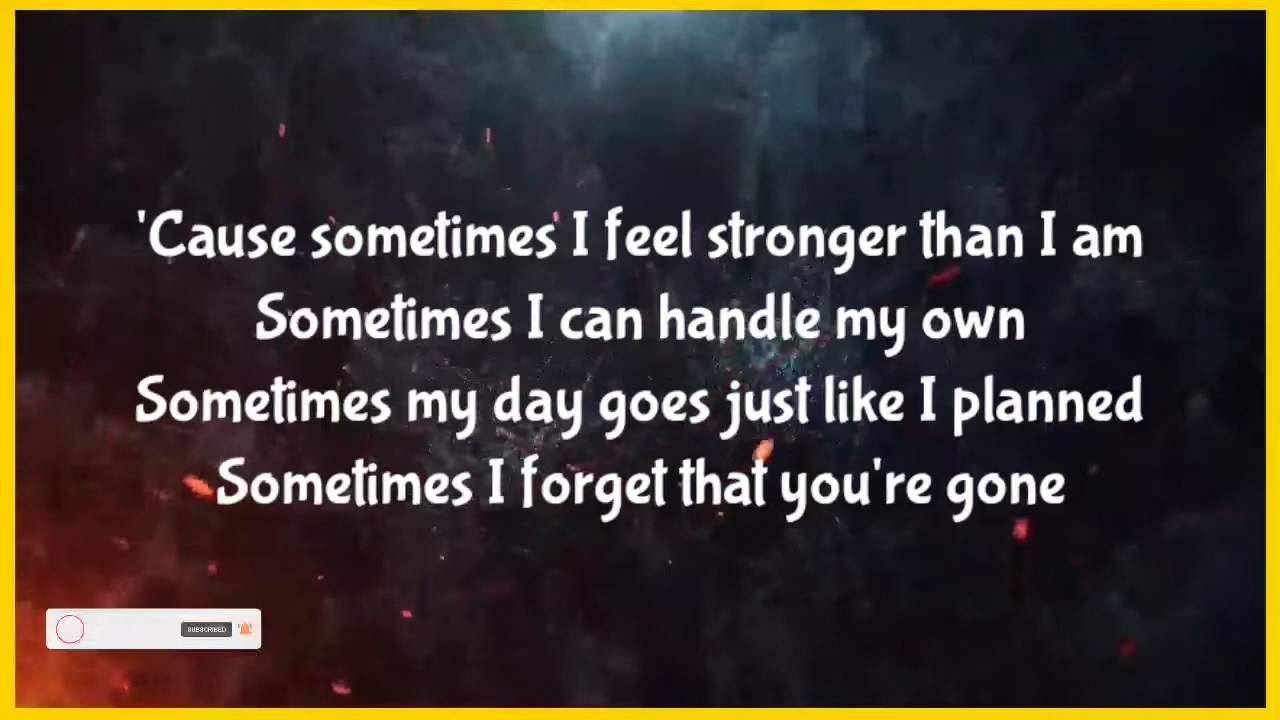 'Cause sometimes I feel stronger than I am
Sometimes I can handle my own
Sometimes my day goes just like I planned
Sometimes I forget that you're gone
SUBSCRIBED